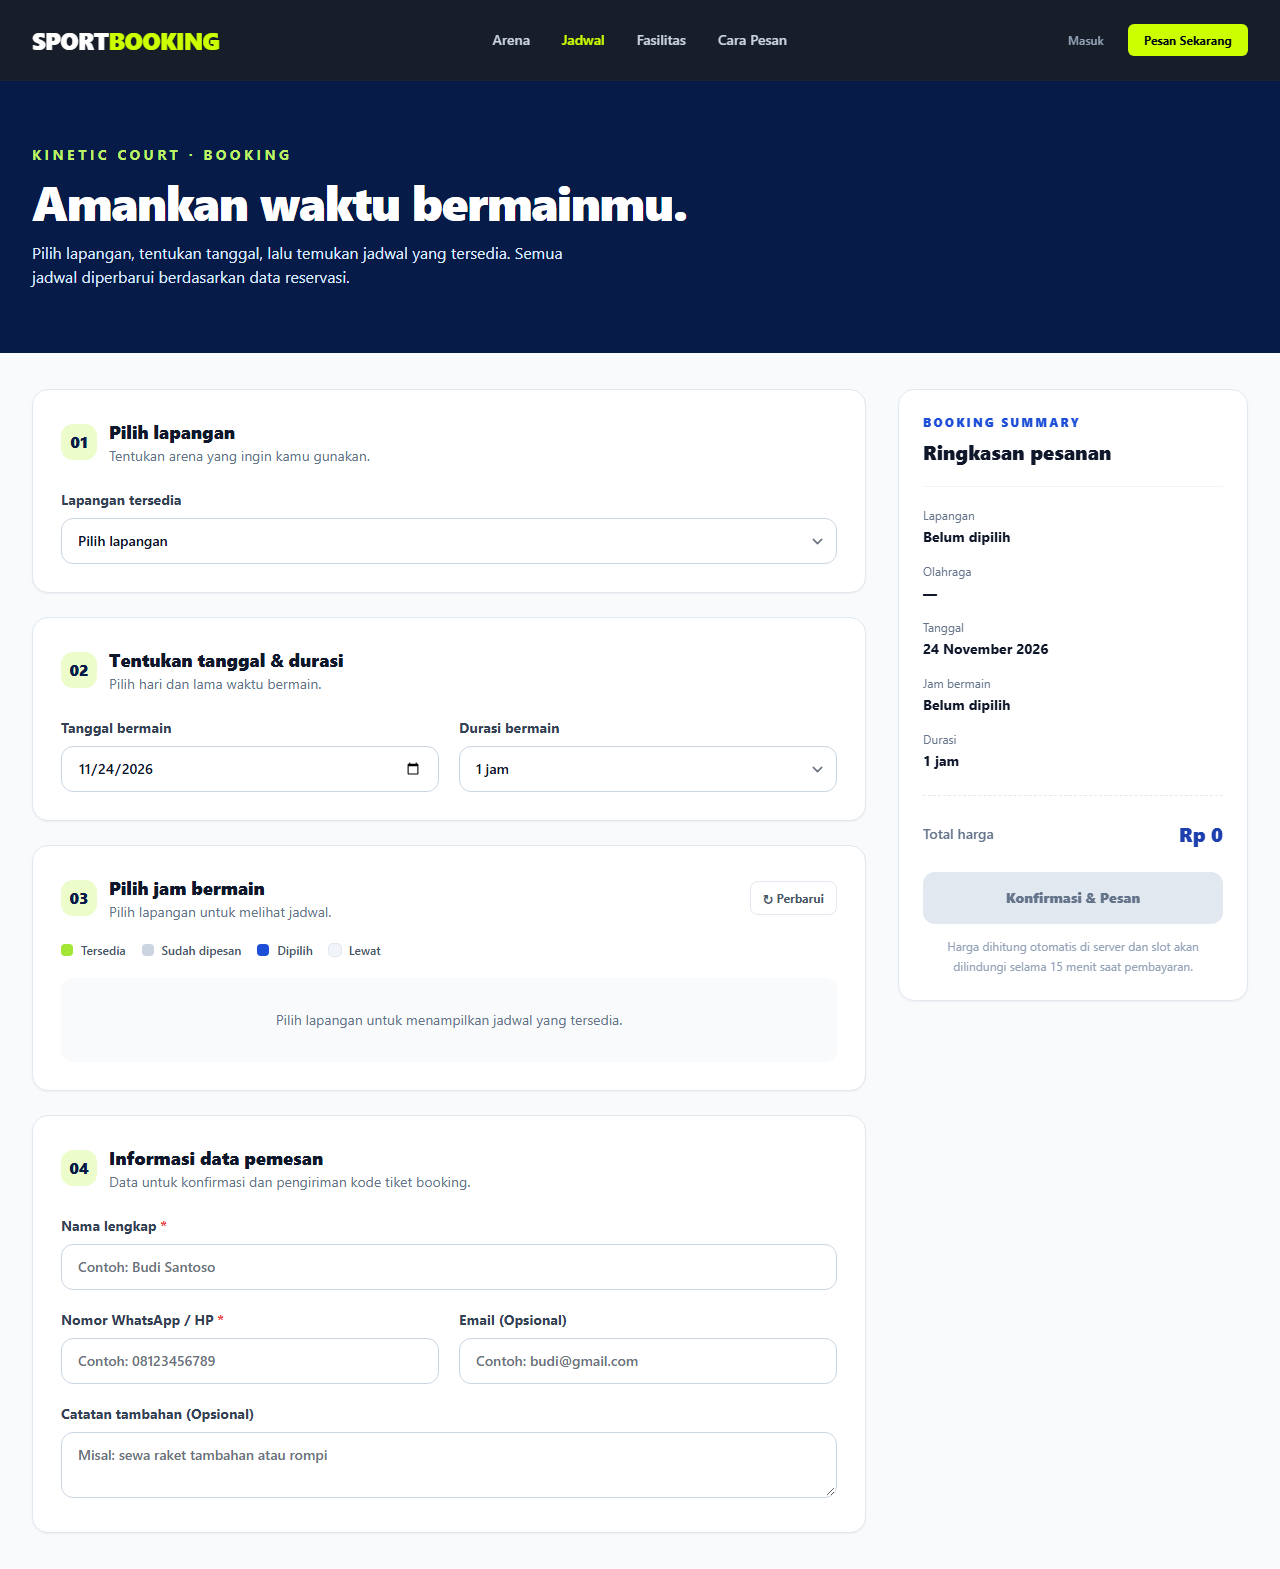 SPORTBOOKING
Arena
Jadwal
Fasilitas
Cara Pesan
Masuk
Pesan Sekarang
KINETIC COURT · BOOKING
Amankan waktu bermainmu.
Pilih lapangan, tentukan tanggal, lalu temukan jadwal yang tersedia. Semua
jadwal diperbarui berdasarkan data reservasi.
01
Pilih lapangan
Tentukan arena yang ingin kamu gunakan.
Lapangan tersedia
Pilih lapangan
02
Tentukan tanggal & durasi
Pilih hari dan lama waktu bermain.
Tanggal bermain
11/24/2026
Durasi bermain
1 jam
03
Pilih jam bermain
Pilih lapangan untuk melihat jadwal.
↻ Perbarui
Tersedia
Sudah dipesan
Dipilih
Lewat
Pilih lapangan untuk menampilkan jadwal yang tersedia.
04
Informasi data pemesan
Data untuk konfirmasi dan pengiriman kode tiket booking.
Nama lengkap *
Contoh: Budi Santoso
Nomor WhatsApp / HP *
Contoh: 08123456789
Email (Opsional)
Contoh: budi@gmail.com
Catatan tambahan (Opsional)
Misal: sewa raket tambahan atau rompi
BOOKING SUMMARY
Ringkasan pesanan
Lapangan
Belum dipilih
Olahraga
—
Tanggal
24 November 2026
Jam bermain
Belum dipilih
Durasi
1 jam
Total harga
Rp 0
Konfirmasi & Pesan
Harga dihitung otomatis di server dan slot akan
dilindungi selama 15 menit saat pembayaran.